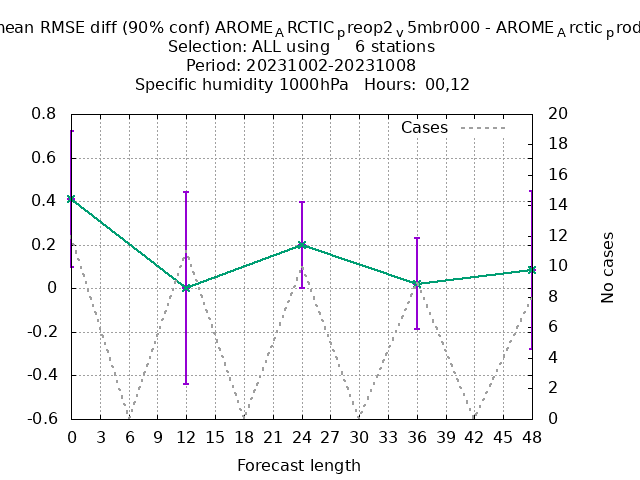 mean RMSE diff (90% conf) AROME_ARCTIC_preop2_v5mbr000 - AROME_Arctic_prod
Selection: ALL using 6 stations
Period: 20231002-20231008
Specific humidity 1000hPa Hours: 00,12
Cases
0.8
0.6
0.4
0.2
0
-0.2
-0.4
-0.6
20
18
16
14
12
10
8
6
4
2
0
No cases
0 3 6 9 12 15 18 21 24 27 30 33 36 39 42 45 48
Forecast length